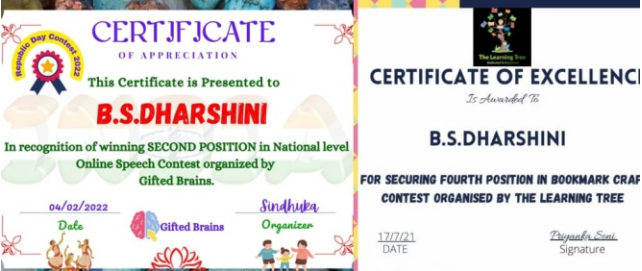 Republic Day Contest 2022
CERTIFICATE
OF APPRECIATION
This Certificate is Presented to
B.S.DHARSHINI
In recognition of winning SECOND POSITION in National level
Online Speech Contest organized by
Gifted Brains.
04/02/2022
Date
Gifted Brains
Sindhuka
Organizer
The Learning Tree
CERTIFICATE OF EXCELLENC
Is Awarded To
B.S.DHARSHINI
FOR SECURING FOURTH POSITION IN BOOKMARK CRAF
CONTEST ORGANISED BY THE LEARNING TREE
17/7/21
DATE
Priyanka Soni
Signature